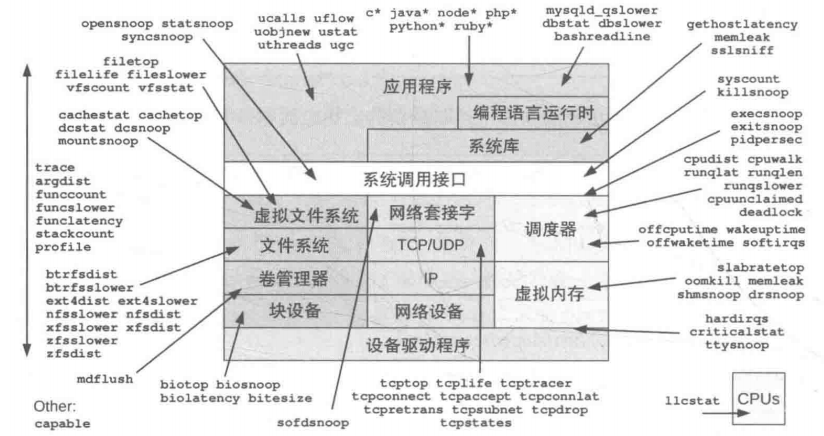 opensnoop statsnoop
syncsnoop
ucalls uflow
uobjnew ustat
uthreads ugc
c* java* node* php*
python* ruby*
mysqld_qslower
dbstat dbslower
bashreadline
gethostlatency
memleak
sslsniff
filetop
filelife fileslower
vfscount vfsstat
syscount
killsnoop
cachestat cachetop
dcstat dcsnoop
mountsnoop
execsnoop
exitsnoop
pidpersec
trace
argdist
funccount
funcslower
funclatency
stackcount
profile
cpudist cpuwalk
runqlat runqlen
runqslower
cpuunclaimed
deadlock
offcputime wakeuptime
offwaketime softirqs
btrfsdist
btrfsslower
ext4dist ext4slower
nfsslower nfsdist
xfsslower xfsdist
zfsslower
zfsdist
slabratetop
oomkill memleak
shmsnoop drsnoop
hardirqs
criticalstat
ttysnoop
应用程序
编程语言运行时
系统库
系统调用接口
虚拟文件系统
网络套接字
调度器
文件系统
TCP/UDP
卷管理器
IP
虚拟内存
块设备
网络设备
设备驱动程序
mdflush
biotop biosnoop
biolatency bitesize
sofdsnoop
tcptop tcplife tcptracer
tcpconnect tcpaccept tcpconnlat
tcpretrans tcpsubnet tcpdrop
tcpstates
Other:
capable
llcstat
CPUs